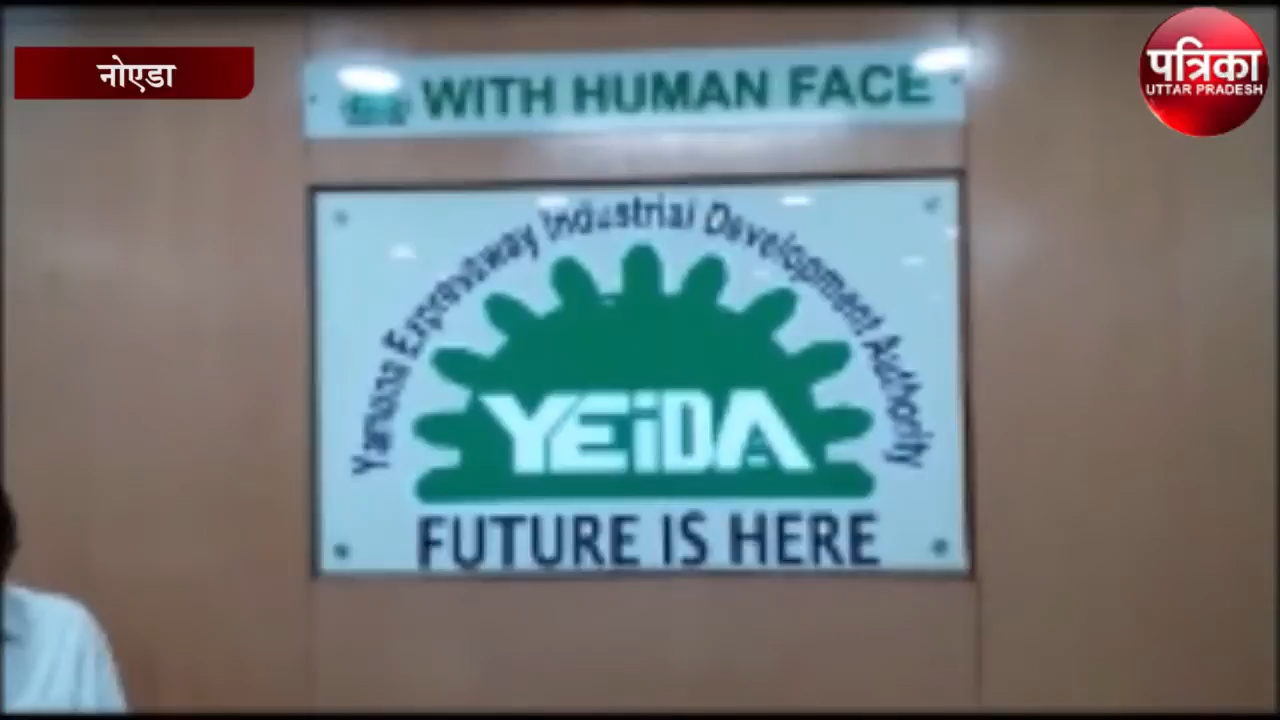 नोएडा
पत्रिका
UTTAR PRADESH
WITH HUMAN FACE
Yamuna Expressway Industrial Development Authority
YEiDA
FUTURE IS HERE